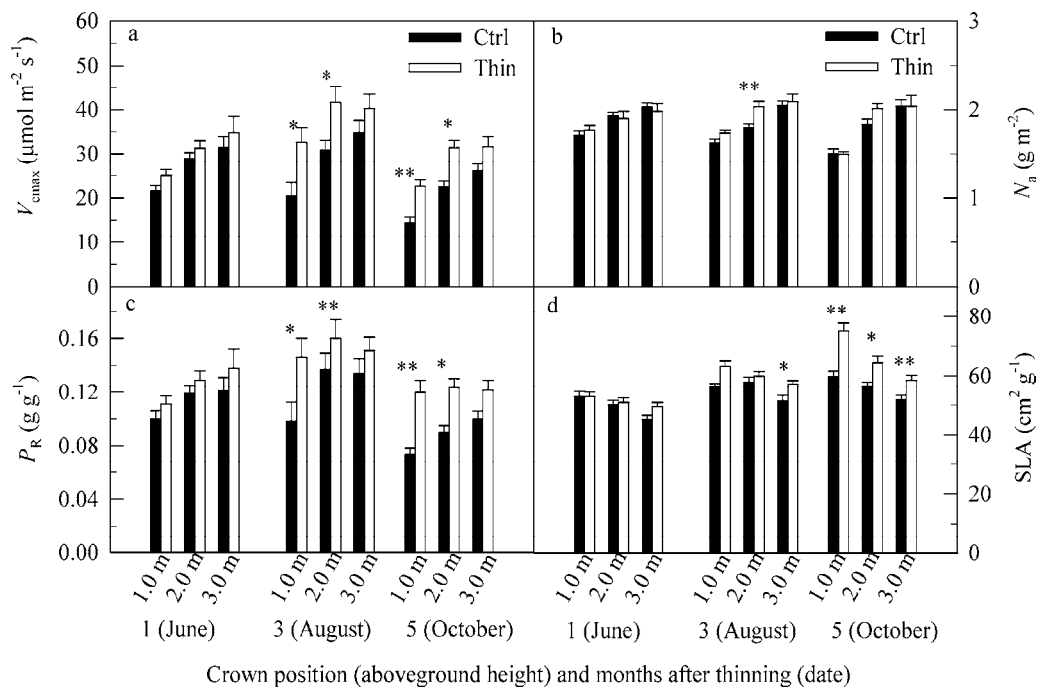 60
50
40
30
20
10
0
V_cmax (μmol m⁻² s⁻¹)
a
Ctrl
Thin
*
*
**
*
b
Ctrl
Thin
**
3
2
1
0
N_a (g m⁻²)
0.16
0.12
0.08
0.04
0.00
P_R (g g⁻¹)
c
*
**
**
*
d
*
**
*
**
80
60
40
20
0
SLA (cm² g⁻¹)
1.0 m 2.0 m 3.0 m 1.0 m 2.0 m 3.0 m 1.0 m 2.0 m 3.0 m 1.0 m 2.0 m 3.0 m 1.0 m 2.0 m 3.0 m 1.0 m 2.0 m 3.0 m
1 (June) 3 (August) 5 (October) 1 (June) 3 (August) 5 (October)
Crown position (aboveground height) and months after thinning (date)